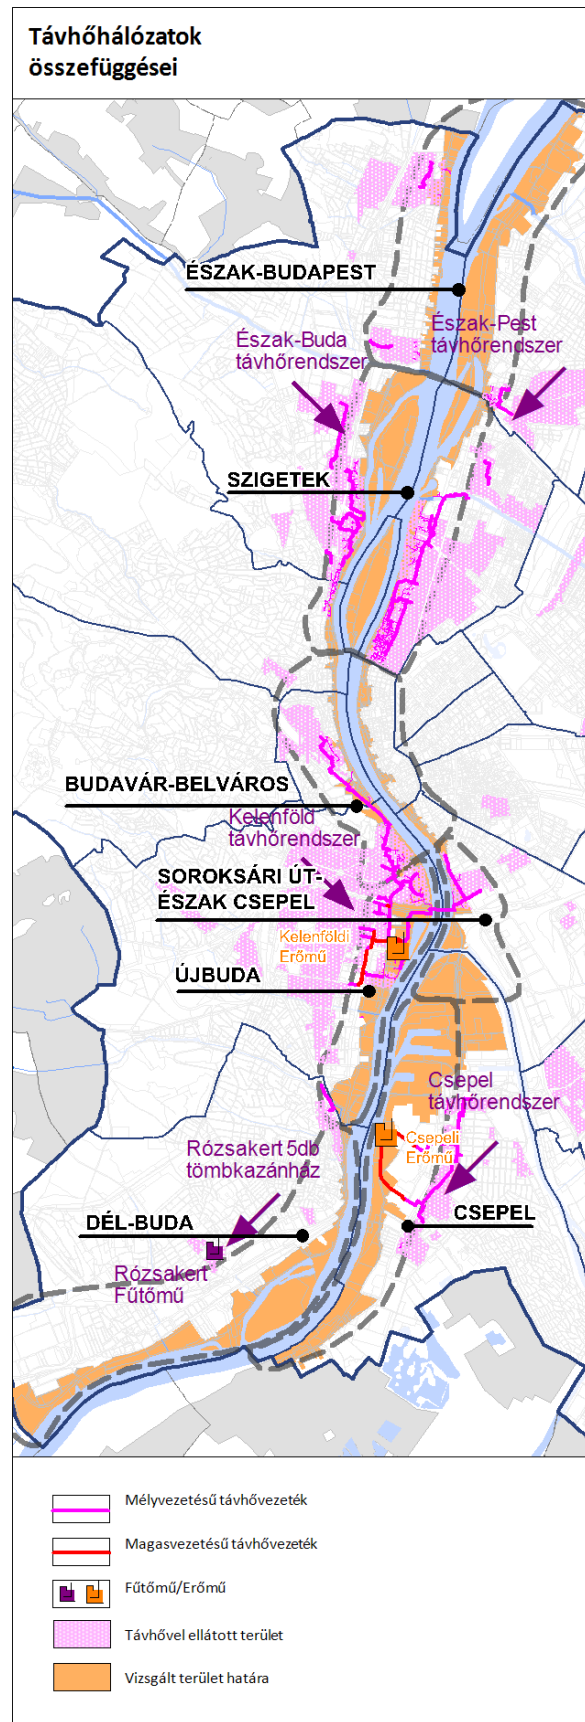 Távhőhálózatok
összefüggései
ÉSZAK-BUDAPEST
Észak-Buda
távhőrendszer
Észak-Pest
távhőrendszer
SZIGETEK
BUDAVÁR-BELVÁROS
Kelenföld
távhőrendszer
SOROKSÁRI ÚT-
ÉSZAK CSEPEL
Kelenföldi
Erőmű
ÚJBUDA
Csepel
távhőrendszer
Csepeli
Erőmű
Rózsakert 5db
tömbkazánház
DÉL-BUDA
CSEPEL
Rózsakert
Fűtőmű
Mélyvezetésű távhővezeték
Magasvezetésű távhővezeték
Fűtőmű/Erőmű
Távhővel ellátott terület
Vizsgált terület határa